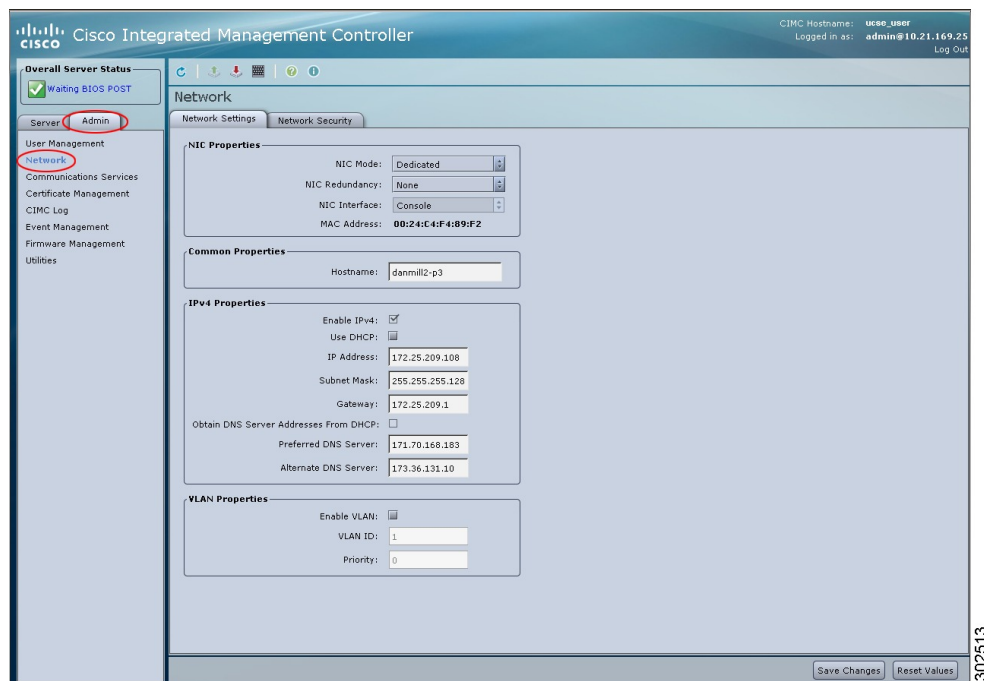 CISCO Cisco Integrated Management Controller
CIMC Hostname: ucse_user
Logged in as: admin@10.21.169.25
Log Out
Overall Server Status
Waiting BIOS POST
Server Admin
User Management
Network
Communications Services
Certificate Management
CIMC Log
Event Management
Firmware Management
Utilities
Network
Network Settings Network Security
NIC Properties
NIC Mode: Dedicated
NIC Redundancy: None
NIC Interface: Console
MAC Address: 00:24:C4:F4:89:F2
Common Properties
Hostname: danmill2-p3
IPv4 Properties
Enable IPv4:
Use DHCP:
IP Address: 172.25.209.108
Subnet Mask: 255.255.255.128
Gateway: 172.25.209.1
Obtain DNS Server Addresses From DHCP:
Preferred DNS Server: 171.70.168.183
Alternate DNS Server: 173.36.131.10
VLAN Properties
Enable VLAN:
VLAN ID: 1
Priority: 0
Save Changes Reset Values
302513